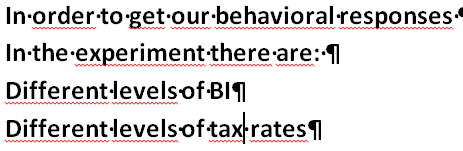 In order to get our behavioral responses
In the experiment there are:
Different levels of BI
Different levels of tax rates